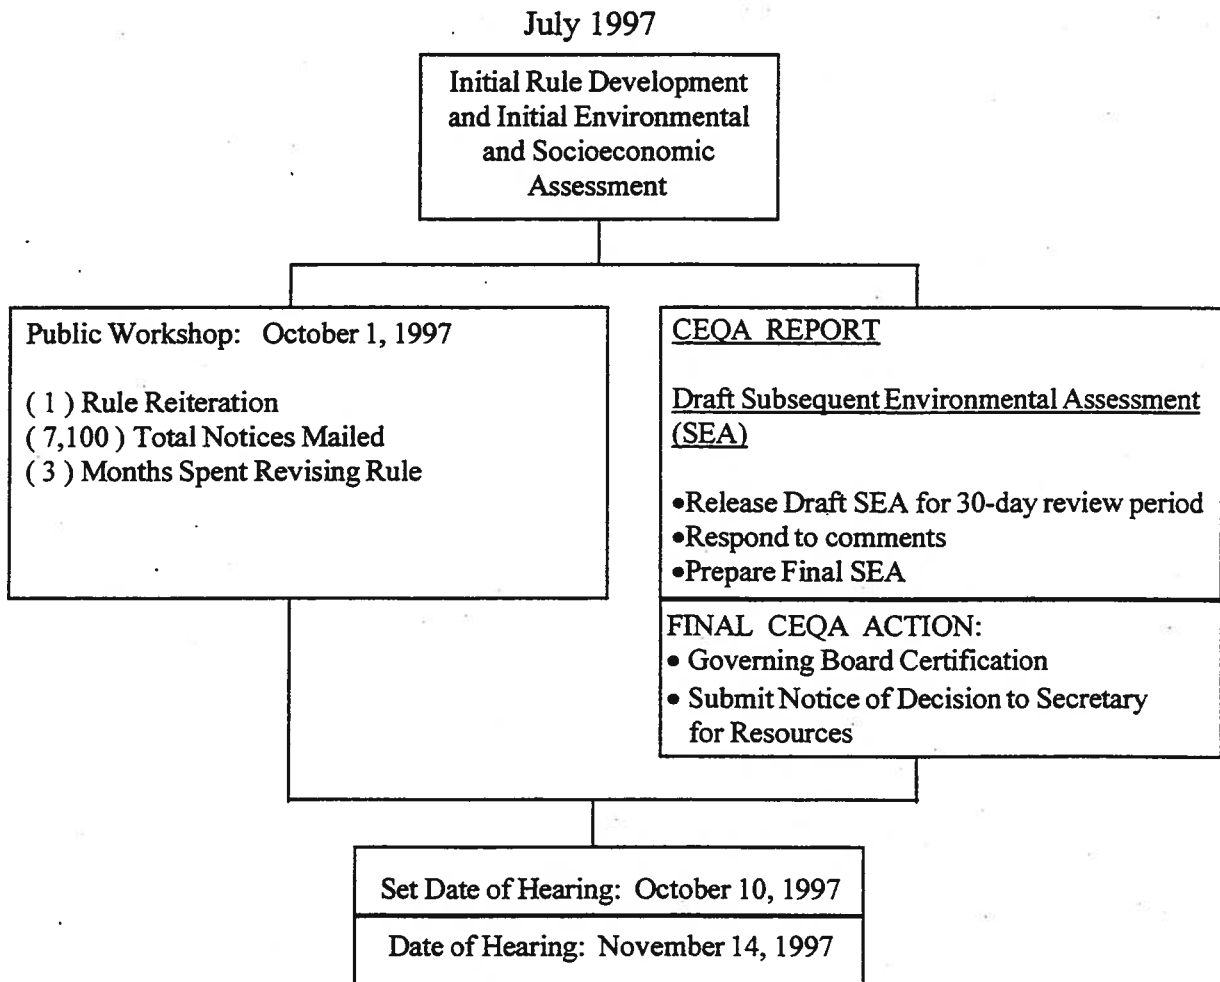 July 1997
Initial Rule Development
and Initial Environmental
and Socioeconomic
Assessment
Public Workshop: October 1, 1997
( 1 ) Rule Reiteration
( 7,100 ) Total Notices Mailed
( 3 ) Months Spent Revising Rule
CEQA REPORT
Draft Subsequent Environmental Assessment
(SEA)
•Release Draft SEA for 30-day review period
•Respond to comments
•Prepare Final SEA
FINAL CEQA ACTION:
• Governing Board Certification
• Submit Notice of Decision to Secretary
for Resources
Set Date of Hearing: October 10, 1997
Date of Hearing: November 14, 1997